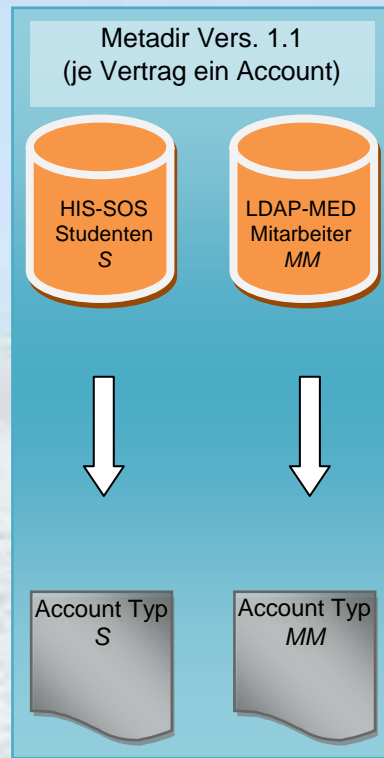 Metadir Vers. 1.1
(je Vertrag ein Account)
HIS-SOS
Studenten
S
LDAP-MED
Mitarbeiter
MM
Account Typ
S
Account Typ
MM